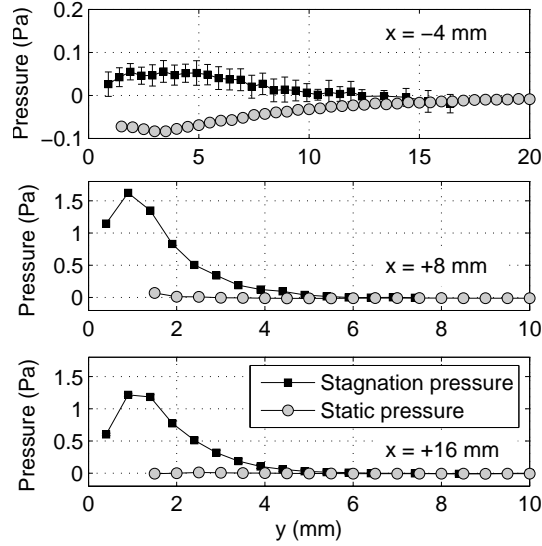 0.2
0.1
0
−0.1
Pressure (Pa)
x = −4 mm
0 5 10 15 20
1.5
1
0.5
0
Pressure (Pa)
x = +8 mm
0 2 4 6 8 10
1.5
1
0.5
0
Pressure (Pa)
Stagnation pressure
Static pressure
x = +16 mm
0 2 4 6 8 10
y (mm)